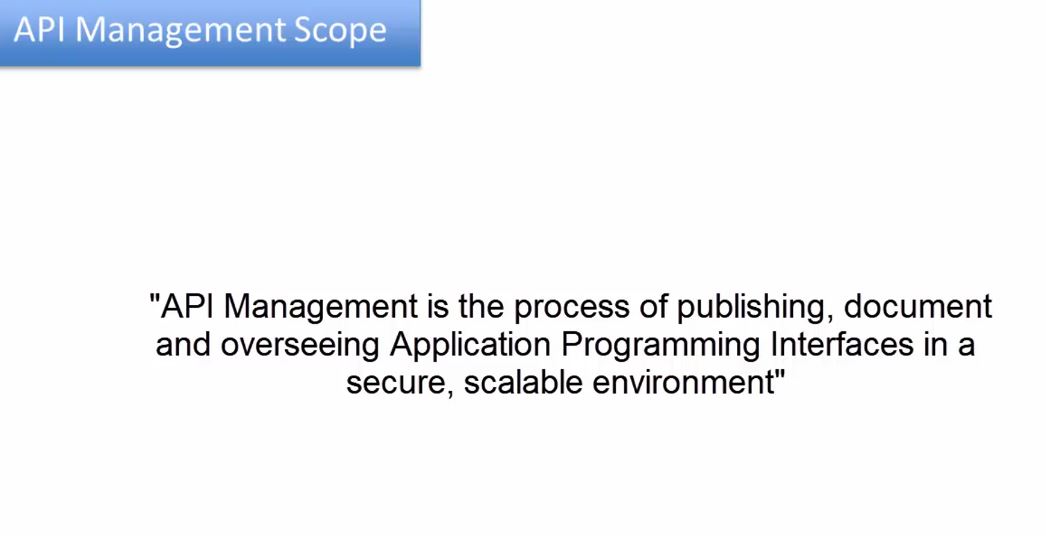 API Management Scope
"API Management is the process of publishing, document
and overseeing Application Programming Interfaces in a
secure, scalable environment"